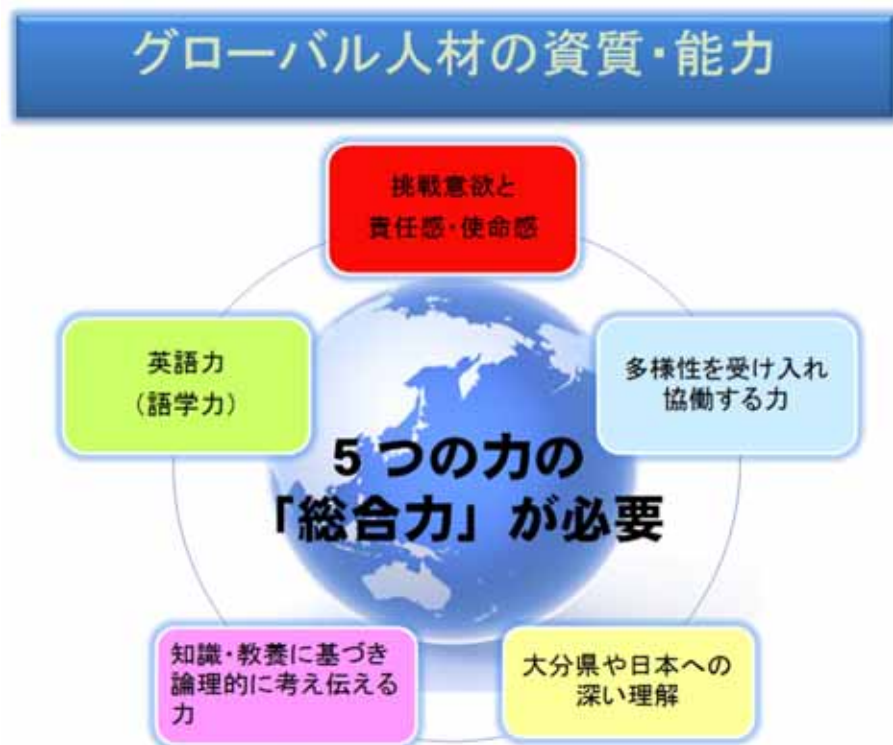 グローバル人材の資質・能力
挑戦意欲と
責任感・使命感
英語力
（語学力）
多様性を受け入れ
協働する力
5つの力の
「総合力」が必要
知識・教養に基づき
論理的に考え伝える
力
大分県や日本への
深い理解